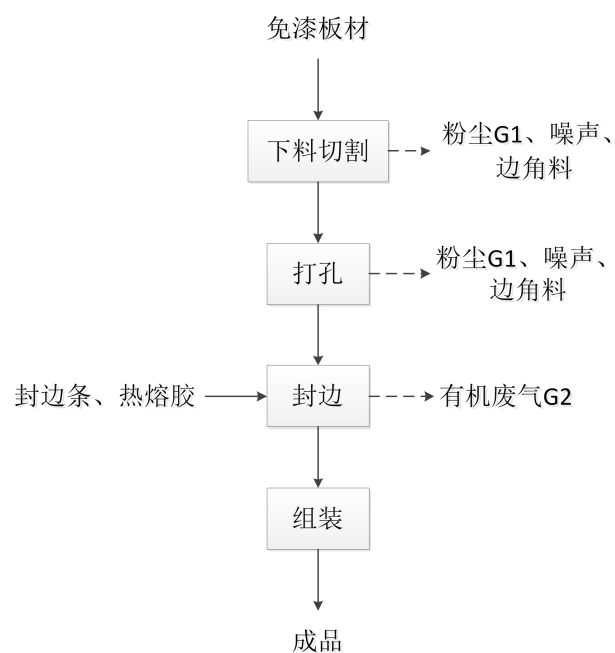 免漆板材
下料切割
粉尘G1、噪声、
边角料
打孔
粉尘G1、噪声、
边角料
封边条、热熔胶
封边
有机废气G2
组装
成品